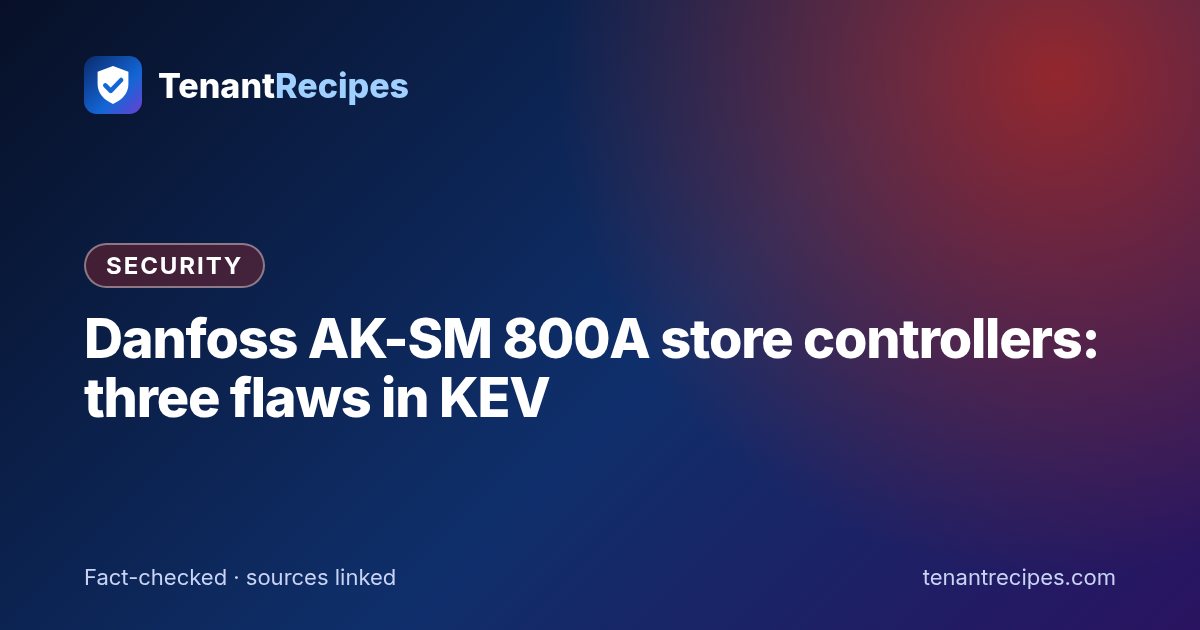 TenantRecipes
SECURITY
Danfoss AK-SM 800A store controllers:
three flaws in KEV
Fact-checked · sources linked
tenantrecipes.com